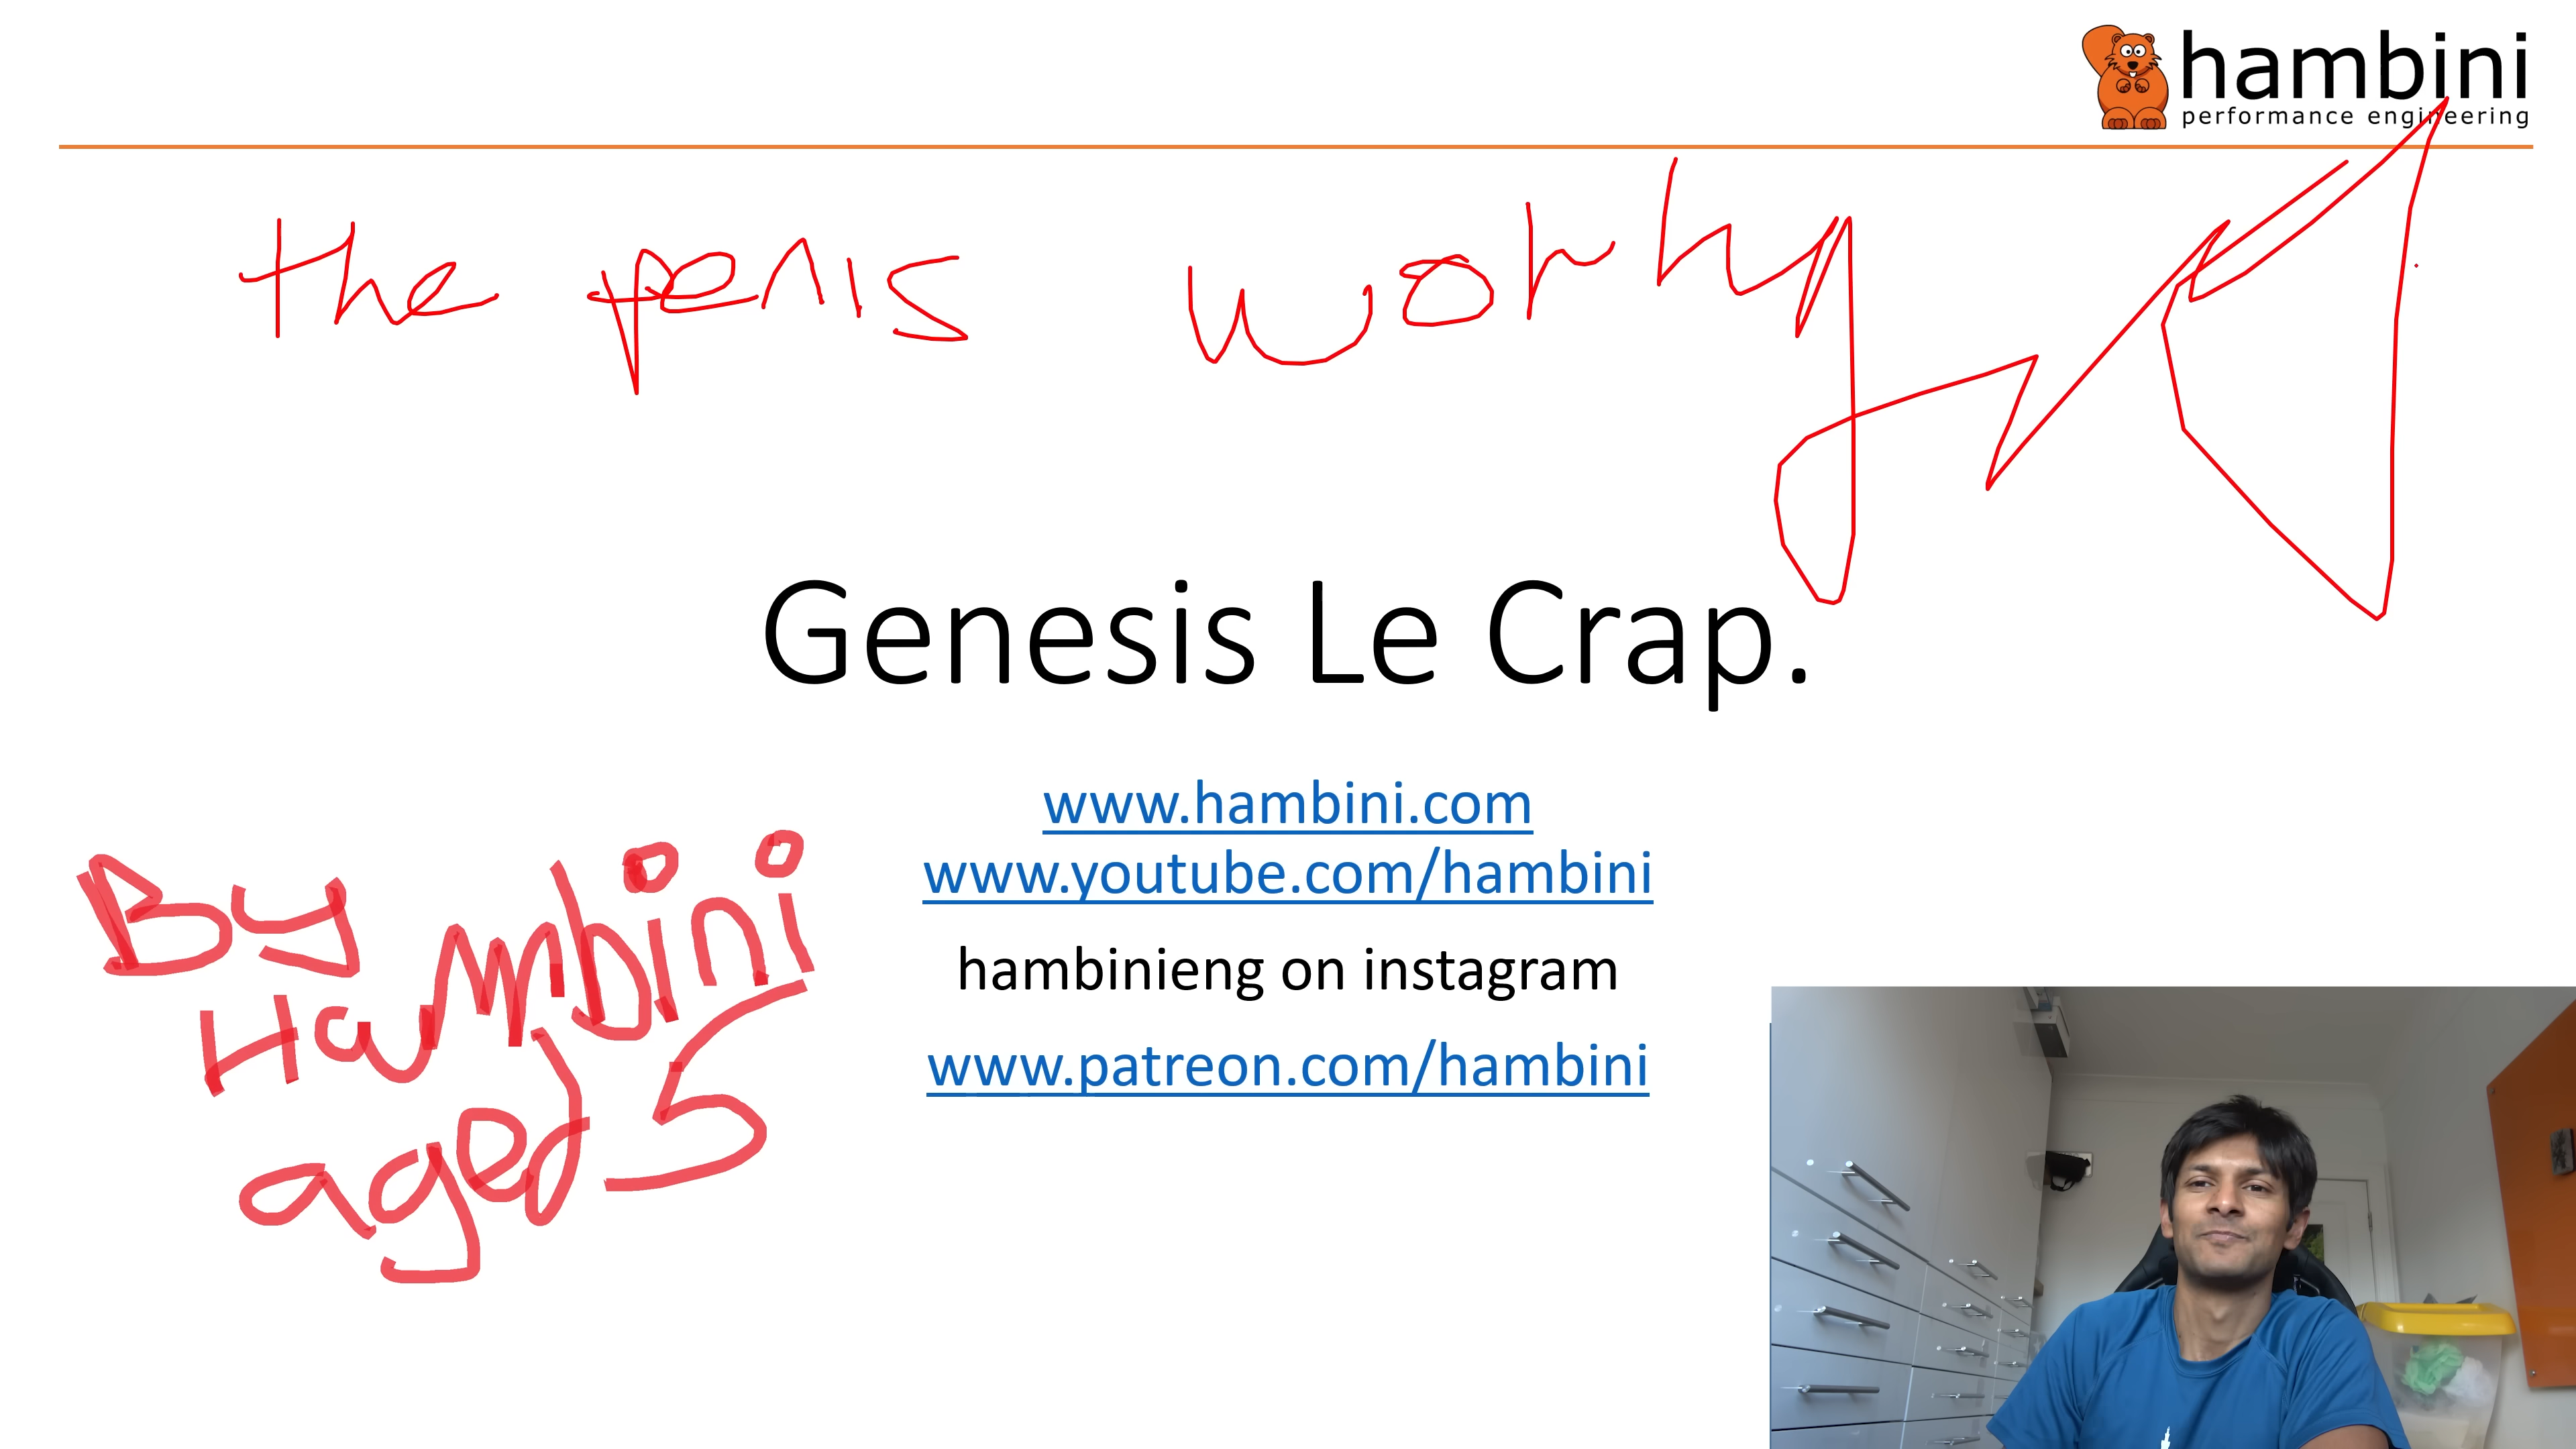 hambini
performance engineering
the penis working
Genesis Le Crap.
www.hambini.com
www.youtube.com/hambini
hambinieng on instagram
www.patreon.com/hambini
By
Hambini
aged 5